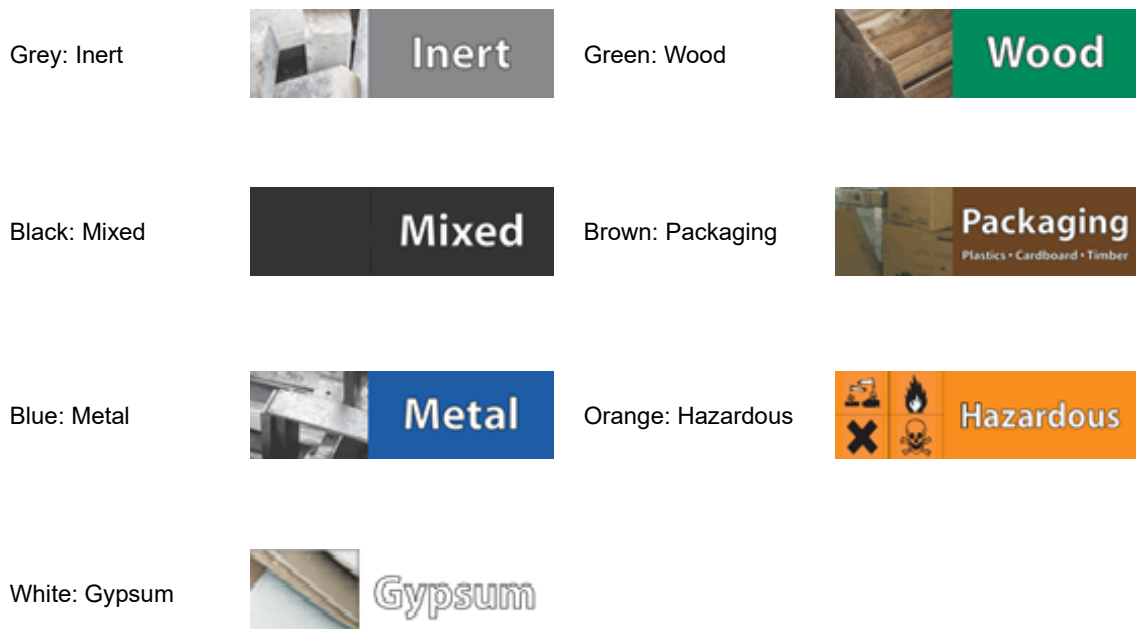 Grey: Inert
Inert
Green: Wood
Wood
Black: Mixed
Mixed
Brown: Packaging
Packaging
Plastics • Cardboard • Timber
Blue: Metal
Metal
Orange: Hazardous
Hazardous
White: Gypsum
Gypsum